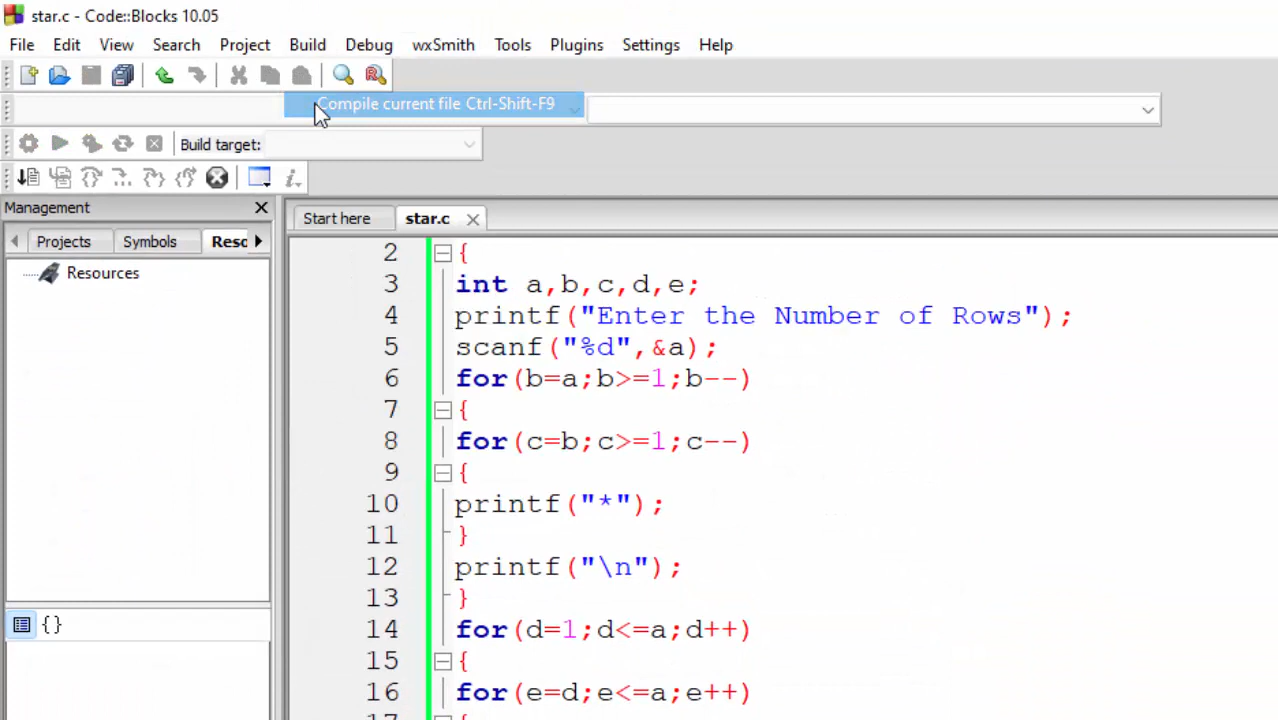 star.c - Code::Blocks 10.05
File Edit View Search Project Build Debug wxSmith Tools Plugins Settings Help
Compile current file Ctrl-Shift-F9
Build target:
Management
Projects Symbols Reso
Start here star.c
Resources
2 {
3 int a,b,c,d,e;
4 printf("Enter the Number of Rows");
5 scanf("%d",&a);
6 for(b=a;b>=1;b--)
7 {
8 for(c=b;c>=1;c--)
9 {
10 printf("*");
11 }
12 printf("\n");
13 }
14 for(d=1;d<=a;d++)
15 {
16 for(e=d;e<=a;e++)
17 {
{}